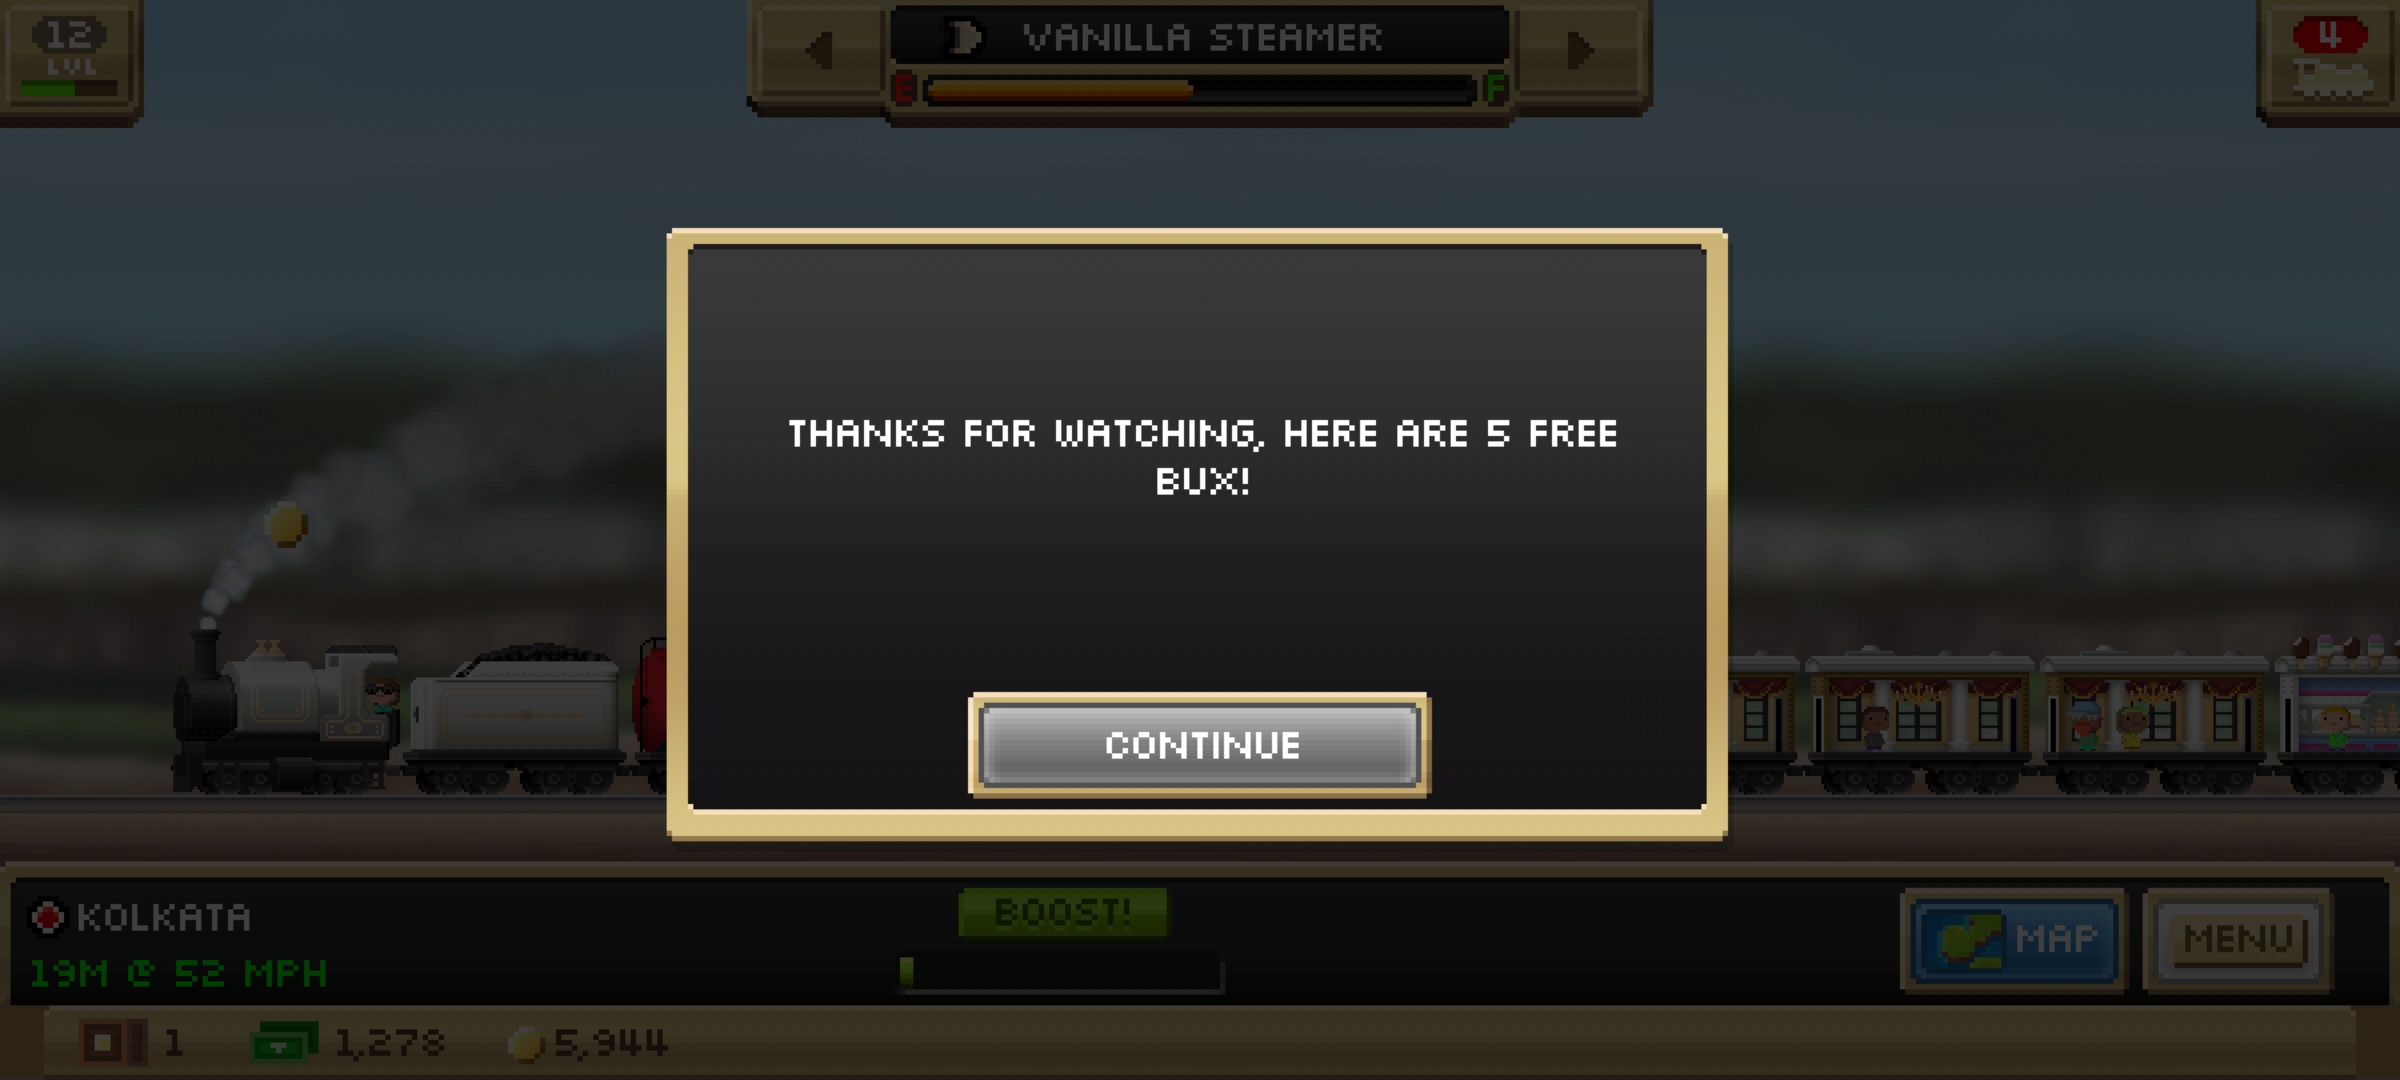 12
LVL
VANILLA STEAMER
E
F
4
THANKS FOR WATCHING, HERE ARE 5 FREE
BUX!
CONTINUE
KOLKATA
19M @ 52 MPH
BOOST!
MAP
MENU
1
1,278
5,944